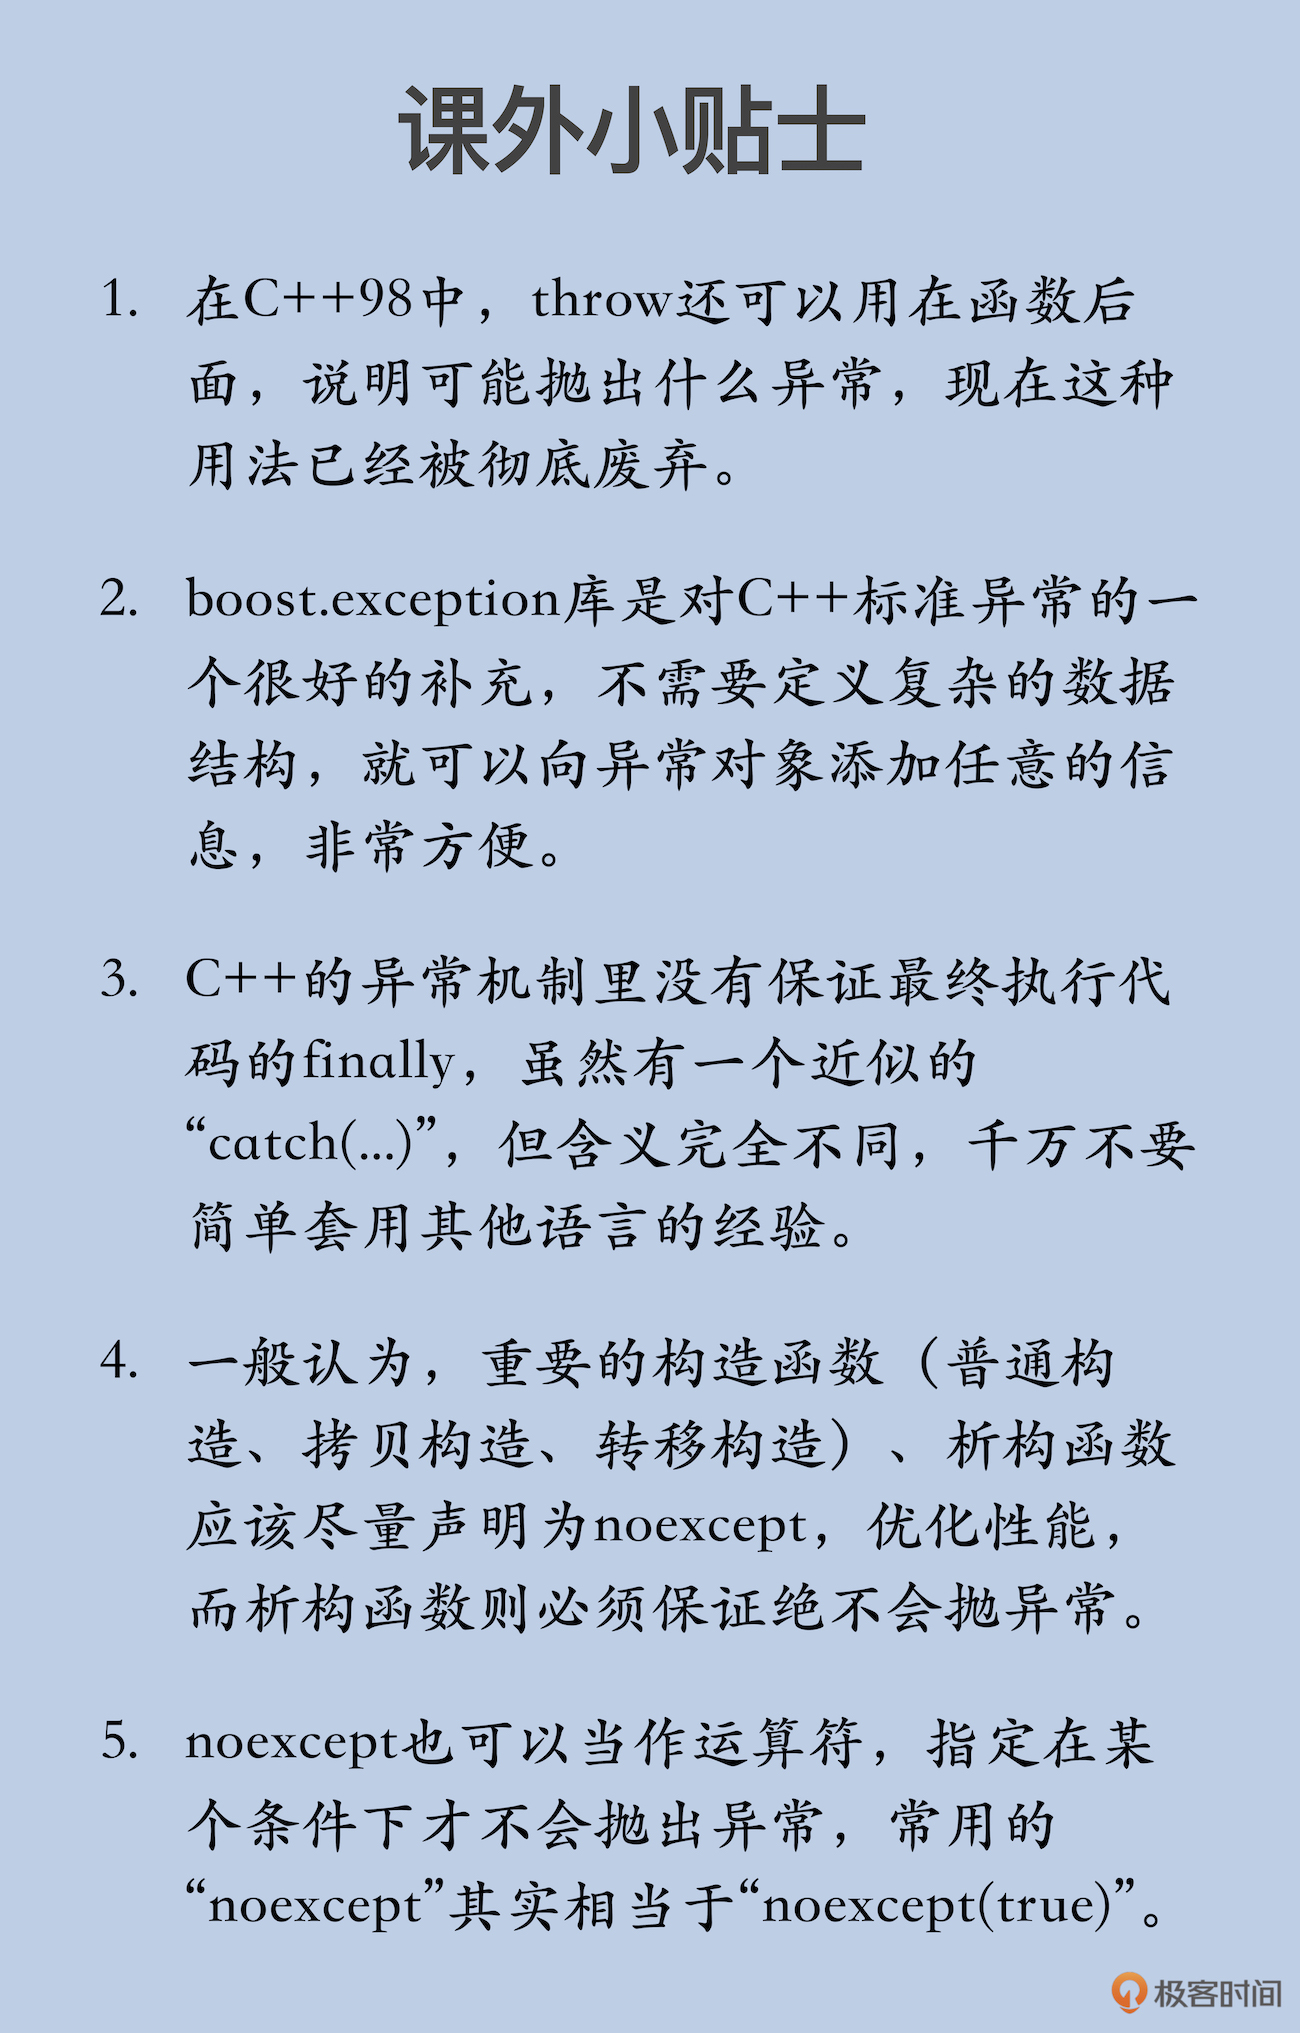 课外小贴士
1. 在C++98中，throw还可以用在函数后
面，说明可能抛出什么异常，现在这种
用法已经被彻底废弃。
2. boost.exception库是对C++标准异常的一
个很好的补充，不需要定义复杂的数据
结构，就可以向异常对象添加任意的信
息，非常方便。
3. C++的异常机制里没有保证最终执行代
码的finally，虽然有一个近似的
“catch(...)”，但含义完全不同，千万不要
简单套用其他语言的经验。
4. 一般认为，重要的构造函数（普通构
造、拷贝构造、转移构造）、析构函数
应该尽量声明为noexcept，优化性能，
而析构函数则必须保证绝不会抛异常。
5. noexcept也可以当作运算符，指定在某
个条件下才不会抛出异常，常用的
“noexcept”其实相当于“noexcept(true)”。
极客时间